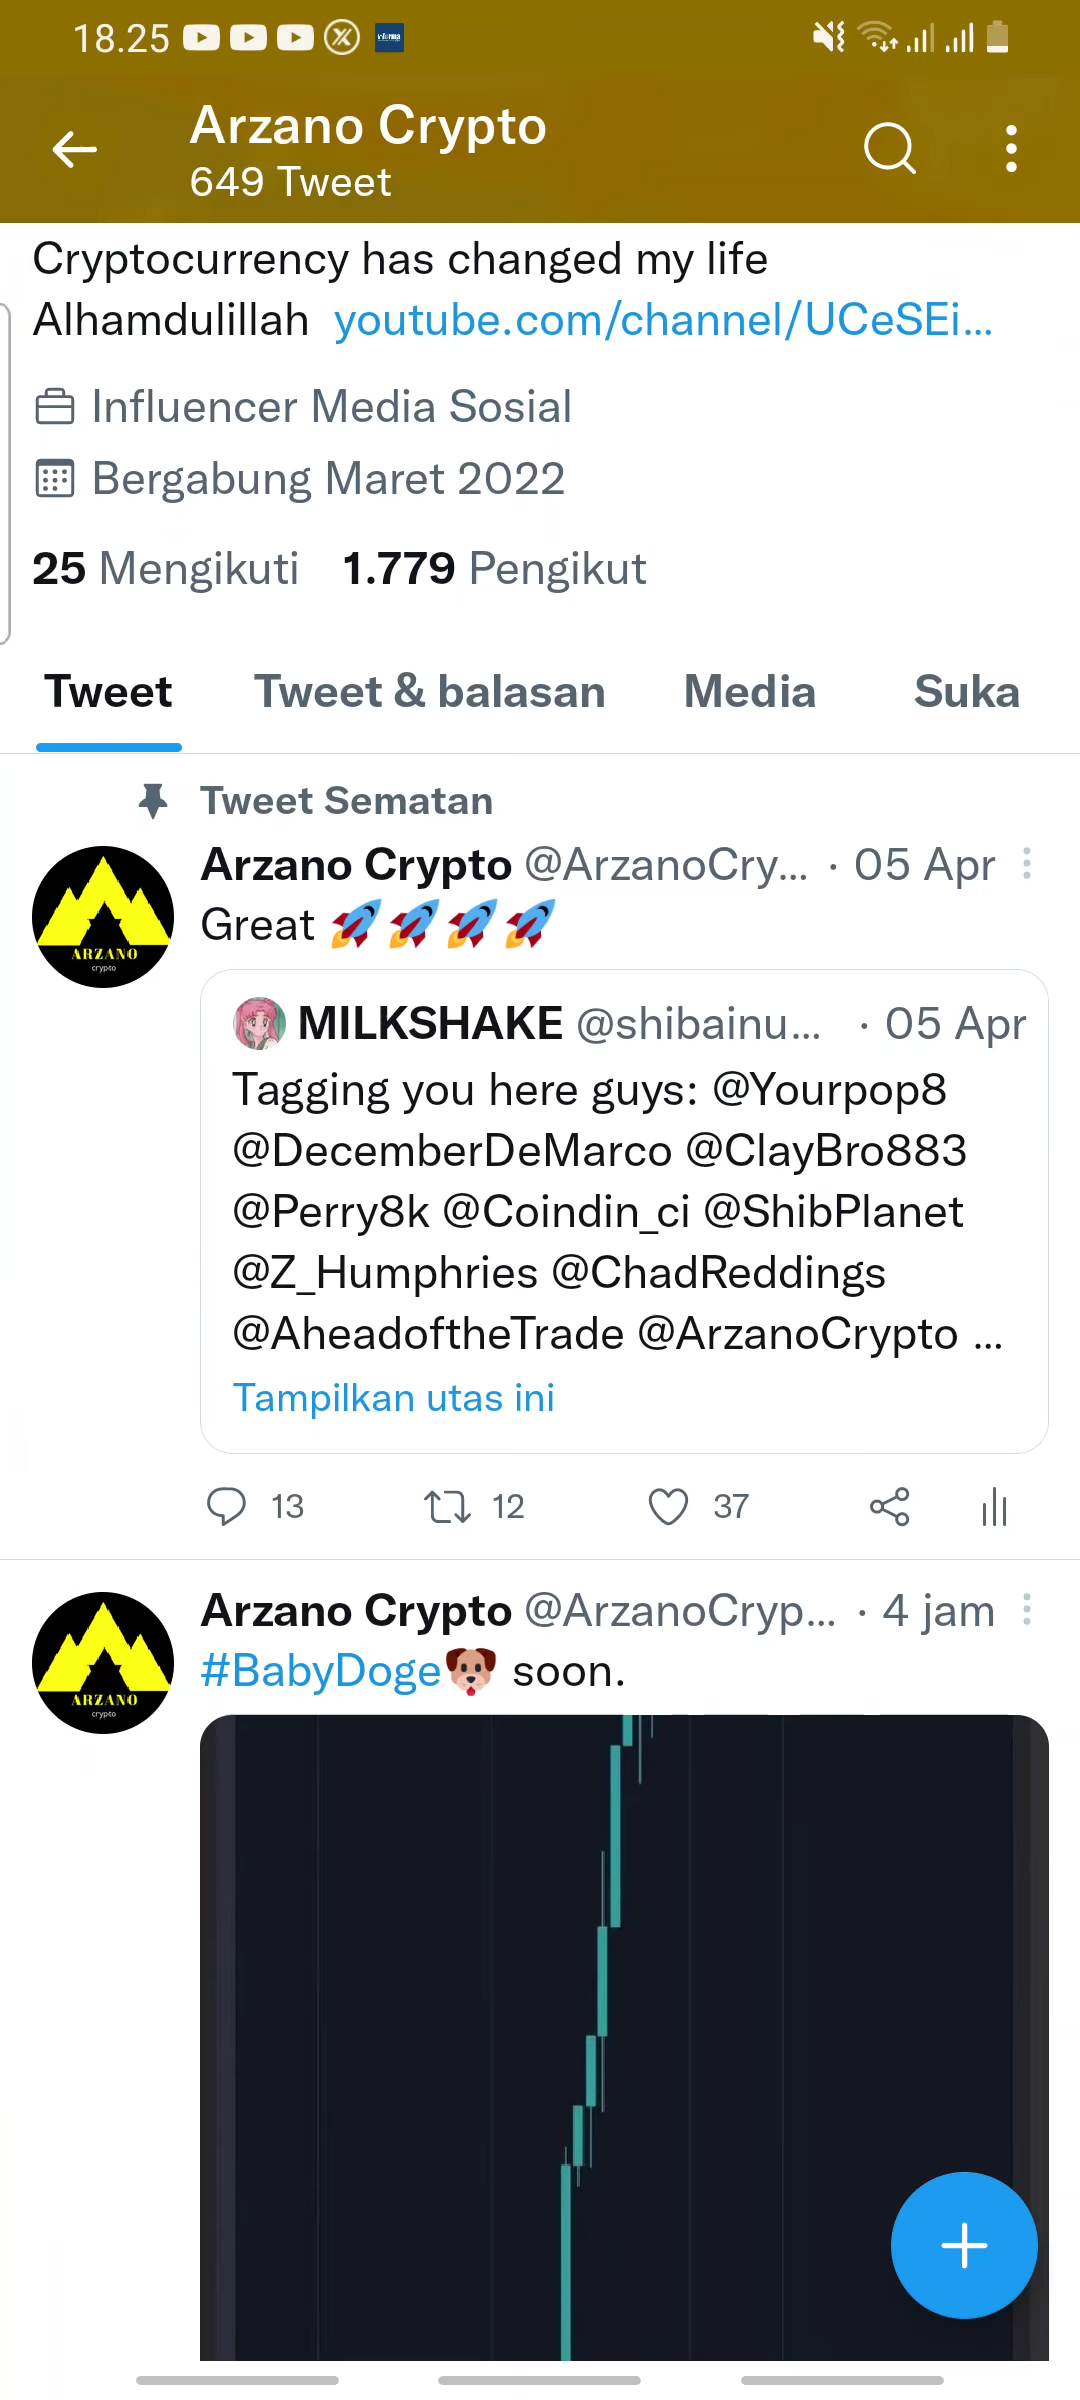 18.25
Arzano Crypto
649 Tweet
Cryptocurrency has changed my life
Alhamdulillah youtube.com/channel/UCeSEi...
Influencer Media Sosial
Bergabung Maret 2022
25 Mengikuti 1.779 Pengikut
Tweet Tweet & balasan Media Suka
Tweet Sematan
Arzano Crypto @ArzanoCry... · 05 Apr
Great 🚀🚀🚀🚀
ARZANO
crypto
MILKSHAKE @shibainu... · 05 Apr
Tagging you here guys: @Yourpop8
@DecemberDeMarco @ClayBro883
@Perry8k @Coindin_ci @ShibPlanet
@Z_Humphries @ChadReddings
@AheadoftheTrade @ArzanoCrypto ...
Tampilkan utas ini
13 12 37
Arzano Crypto @ArzanoCryp... · 4 jam
#BabyDoge🐶 soon.
ARZANO
crypto